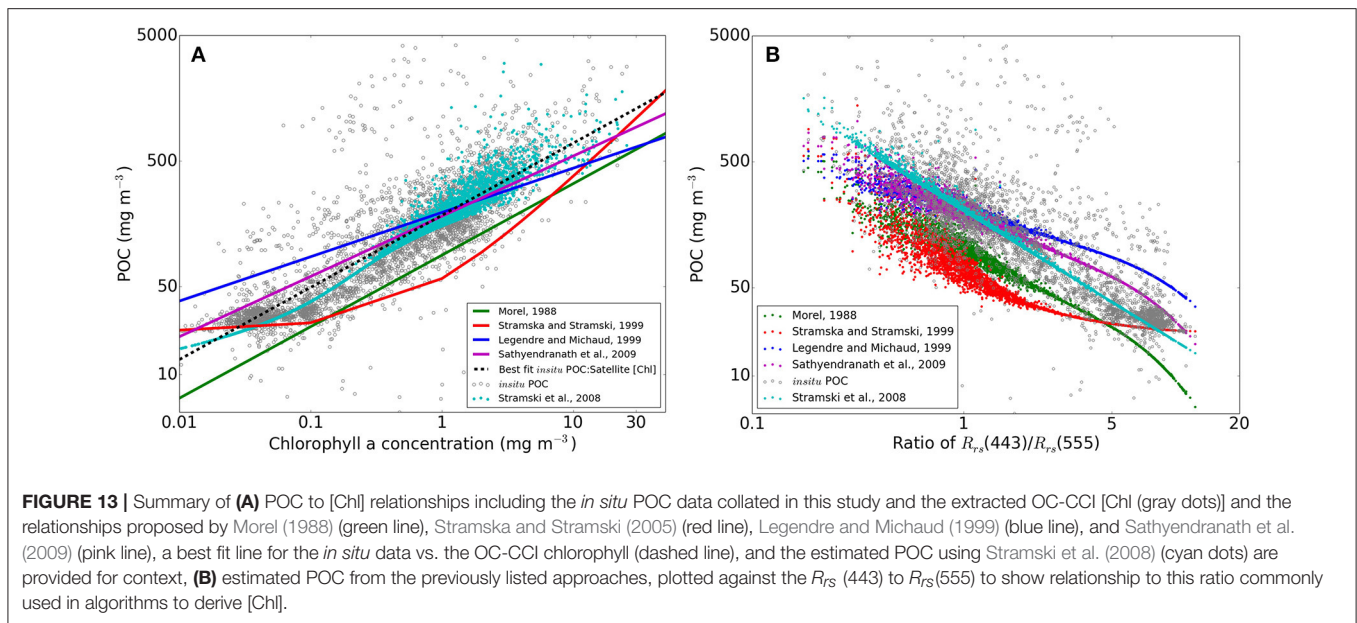 A
5000
500
50
10
POC (mg m⁻³)
0.01
0.1
1
10
30
Chlorophyll a concentration (mg m⁻³)
Morel, 1988
Stramska and Stramski, 1999
Legendre and Michaud, 1999
Sathyendranath et al., 2009
Best fit insitu POC:Satellite [Chl]
insitu POC
Stramski et al., 2008
B
5000
500
50
10
POC (mg m⁻³)
0.1
1
5
20
Ratio of Rrs(443)/Rrs(555)
Morel, 1988
Stramska and Stramski, 1999
Legendre and Michaud, 1999
Sathyendranath et al., 2009
insitu POC
Stramski et al., 2008
FIGURE 13 | Summary of (A) POC to [Chl] relationships including the in situ POC data collated in this study and the extracted OC-CCI [Chl (gray dots)] and the
relationships proposed by Morel (1988) (green line), Stramska and Stramski (2005) (red line), Legendre and Michaud (1999) (blue line), and Sathyendranath et al.
(2009) (pink line), a best fit line for the in situ data vs. the OC-CCI chlorophyll (dashed line), and the estimated POC using Stramski et al. (2008) (cyan dots) are
provided for context, (B) estimated POC from the previously listed approaches, plotted against the Rrs (443) to Rrs(555) to show relationship to this ratio commonly
used in algorithms to derive [Chl].